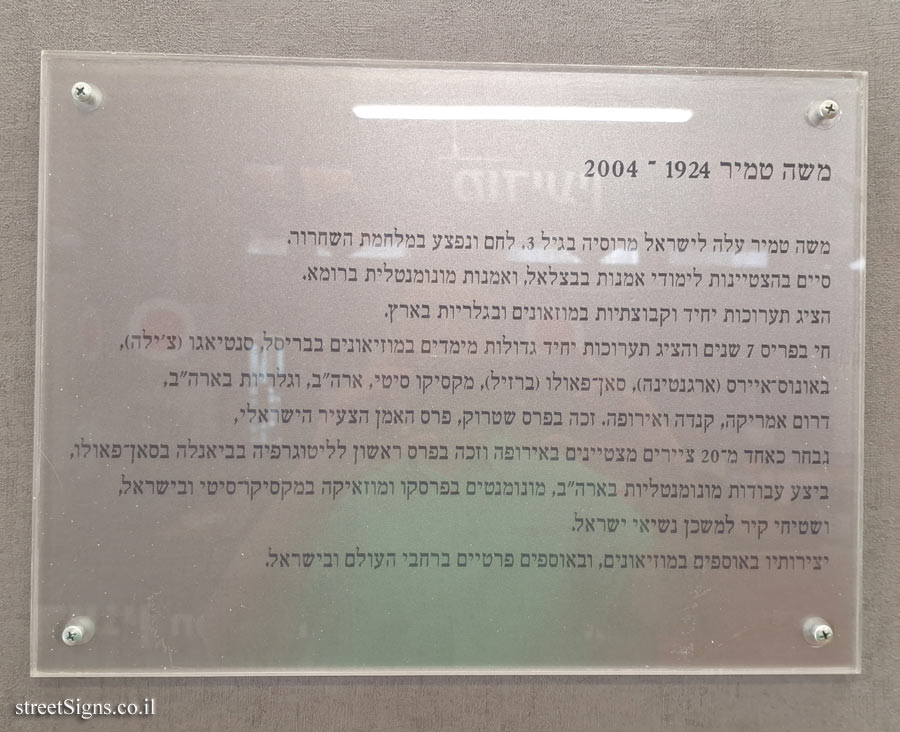 משה טמיר 1924 - 2004
משה טמיר עלה לישראל מרוסיה בגיל 3. לחם ונפצע במלחמת השחרור.
סיים בהצטיינות לימודי אמנות בבצלאל, ואמנות מונומנטלית ברומא.
הציג תערוכות יחיד וקבוצתיות במוזאונים ובגלריות בארץ.
חי בפריס 7 שנים והציג תערוכות יחיד גדולות מימדים במוזיאונים בבריסל, סנטיאגו (צ'ילה),
באונוס-איירס (ארגנטינה), סאן-פאולו (ברזיל), מקסיקו סיטי, ארה"ב, וגלריות בארה"ב,
דרום אמריקה, קנדה ואירופה. זכה בפרס שטרוק, פרס האמן הצעיר הישראלי,
נבחר כאחד מ-20 ציירים מצטיינים באירופה וזכה בפרס ראשון לליטוגרפיה בביאנלה בסאן-פאולו,
ביצע עבודות מונומנטליות בארה"ב, מונומנטים בפרסקו ומוזאיקה במקסיקו-סיטי ובישראל,
ושטיחי קיר למשכן נשיאי ישראל.
יצירותיו באוספים במוזיאונים, ובאוספים פרטיים ברחבי העולם ובישראל.
streetSigns.co.il